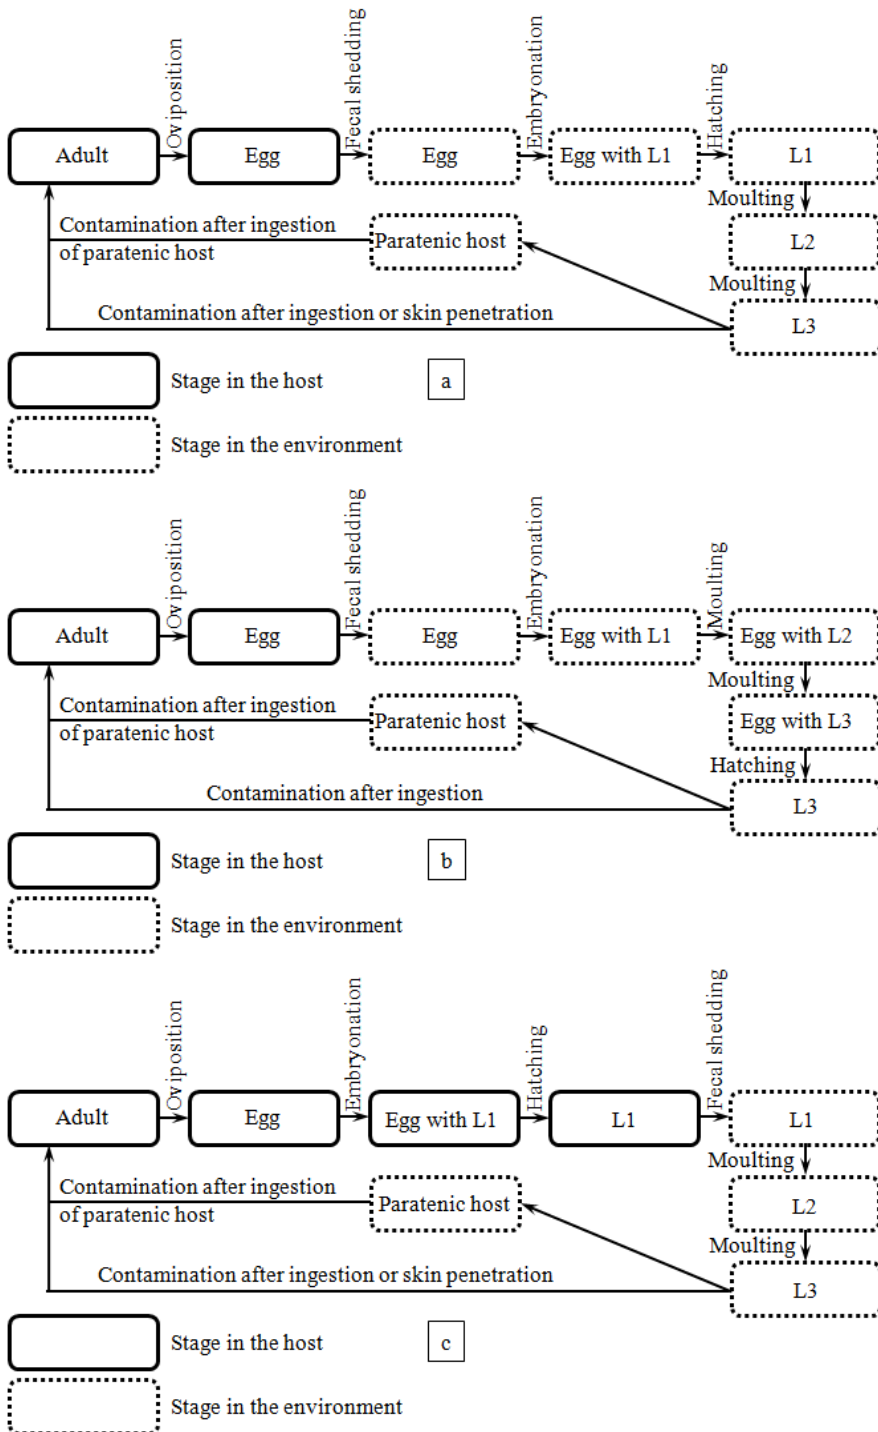 Oviposition
Fecal shedding
Embryonation
Hatching
Adult
Egg
Egg
Egg with L1
L1
Moulting
Contamination after ingestion
of paratenic host
Paratenic host
L2
Moulting
Contamination after ingestion or skin penetration
L3
Stage in the host
a
Stage in the environment
Oviposition
Fecal shedding
Embryonation
Moulting
Adult
Egg
Egg
Egg with L1
Egg with L2
Moulting
Contamination after ingestion
of paratenic host
Paratenic host
Egg with L3
Hatching
Contamination after ingestion
L3
Stage in the host
b
Stage in the environment
Oviposition
Embryonation
Hatching
Fecal shedding
Adult
Egg
Egg with L1
L1
L1
Moulting
Contamination after ingestion
of paratenic host
Paratenic host
L2
Moulting
Contamination after ingestion or skin penetration
L3
Stage in the host
c
Stage in the environment